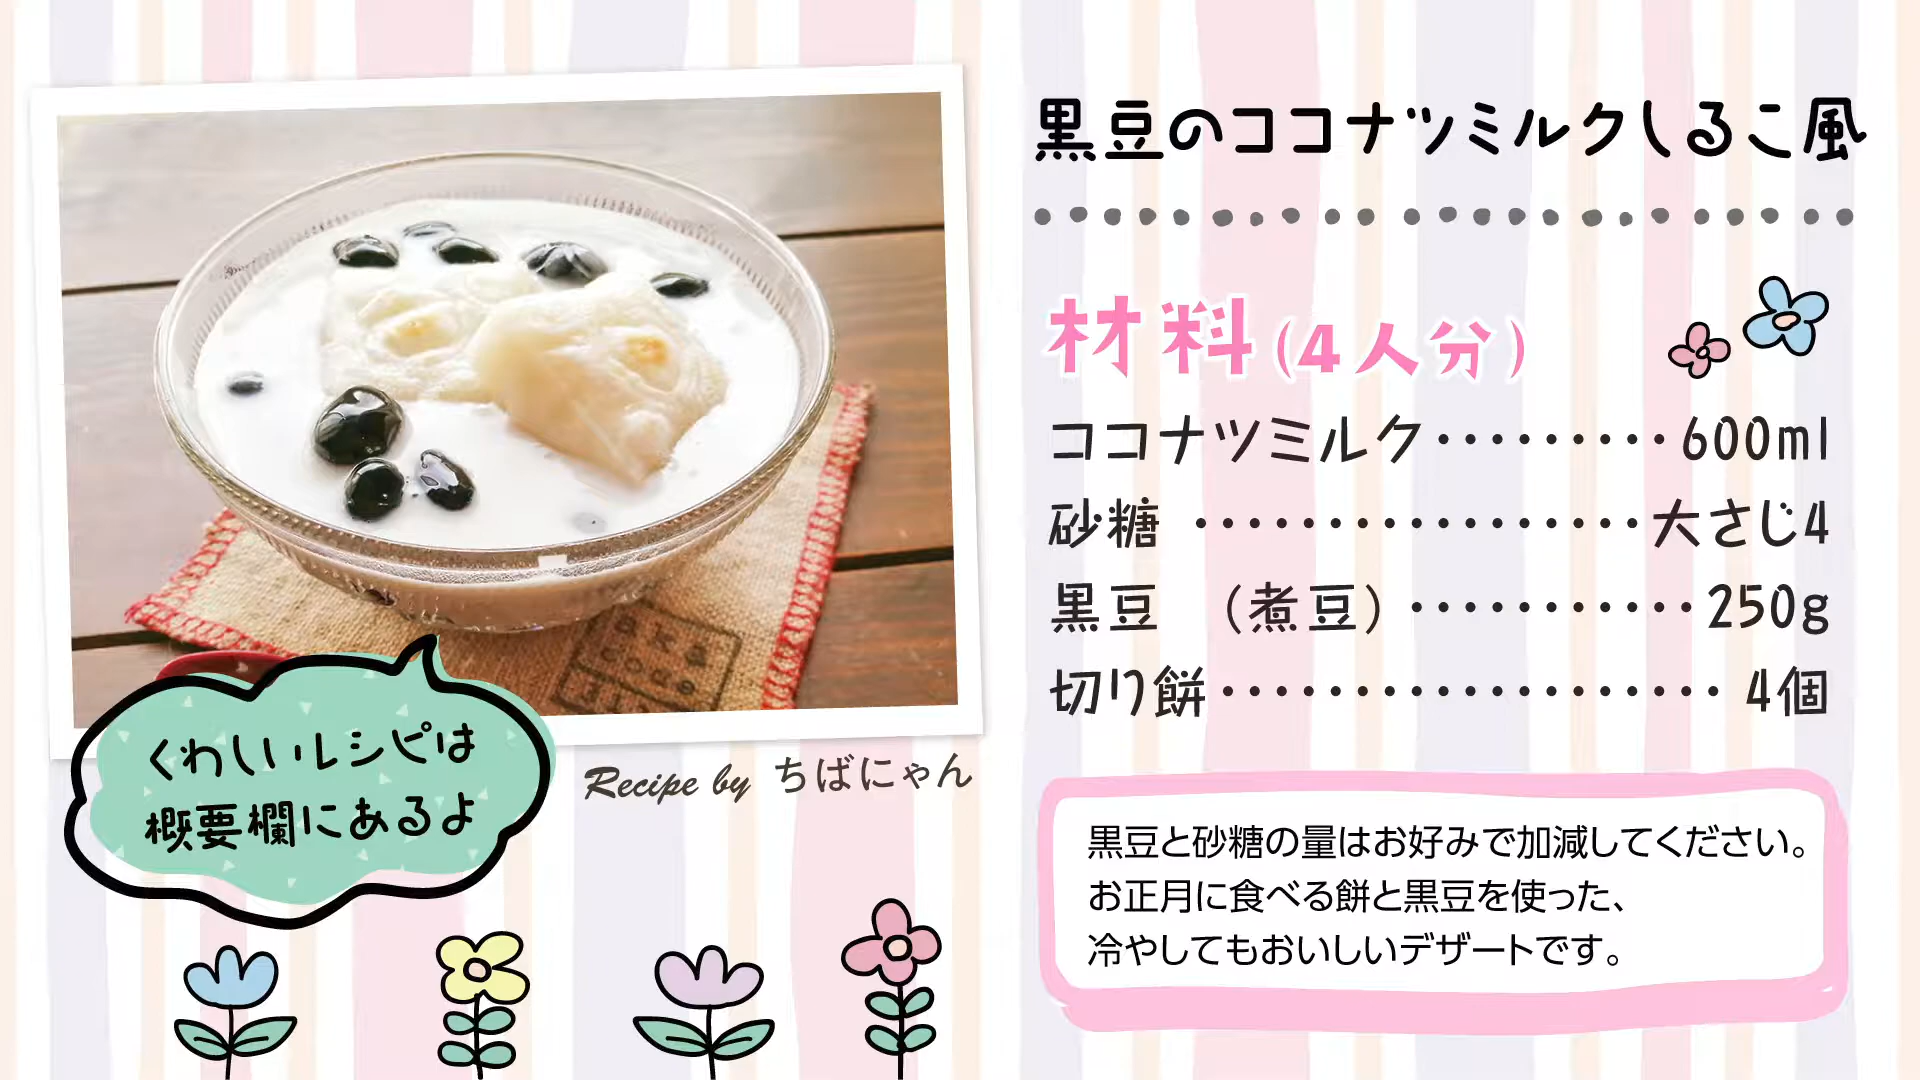 黒豆のココナツミルクしるこ風
材料(4人分)
ココナツミルク・・・・・・・・・600ml
砂糖 ・・・・・・・・・・・・・・・・・大さじ4
黒豆 (煮豆)・・・・・・・・・・・250g
切り餅・・・・・・・・・・・・・・・・・・・4個
黒豆と砂糖の量はお好みで加減してください。
お正月に食べる餅と黒豆を使った、
冷やしてもおいしいデザートです。
Recipe by ちばにゃん
くわしいレシピは
概要欄にあるよ